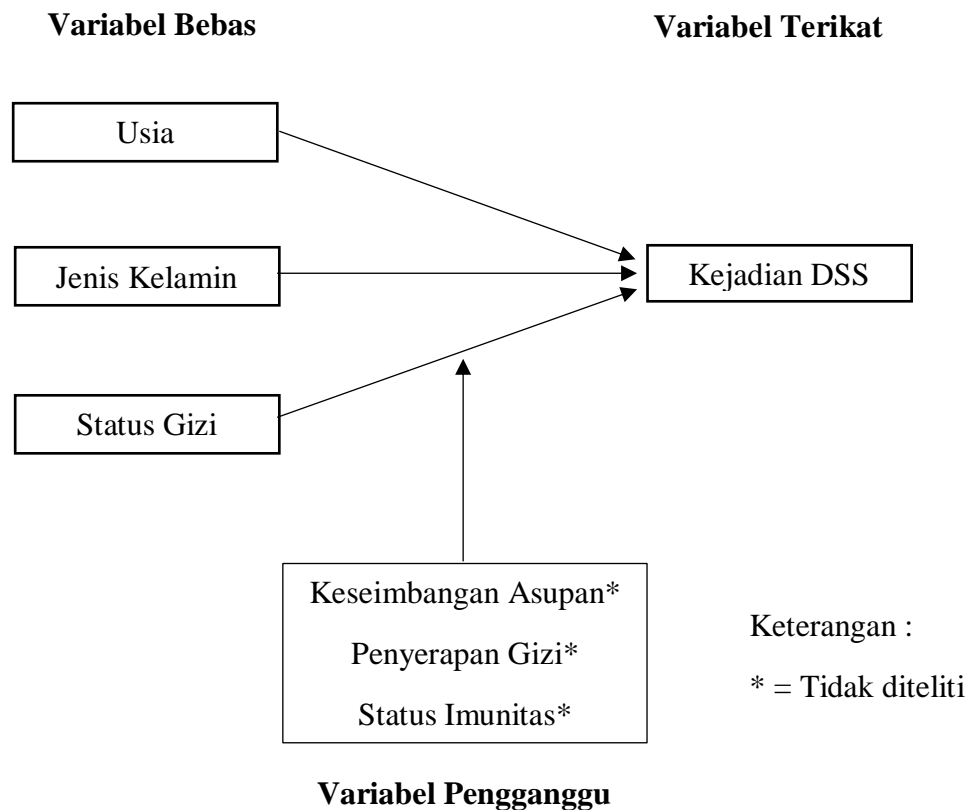 Variabel Bebas
Variabel Terikat
Usia
Jenis Kelamin
Kejadian DSS
Status Gizi
Keseimbangan Asupan*
Penyerapan Gizi*
Status Imunitas*
Keterangan :
* = Tidak diteliti
Variabel Pengganggu